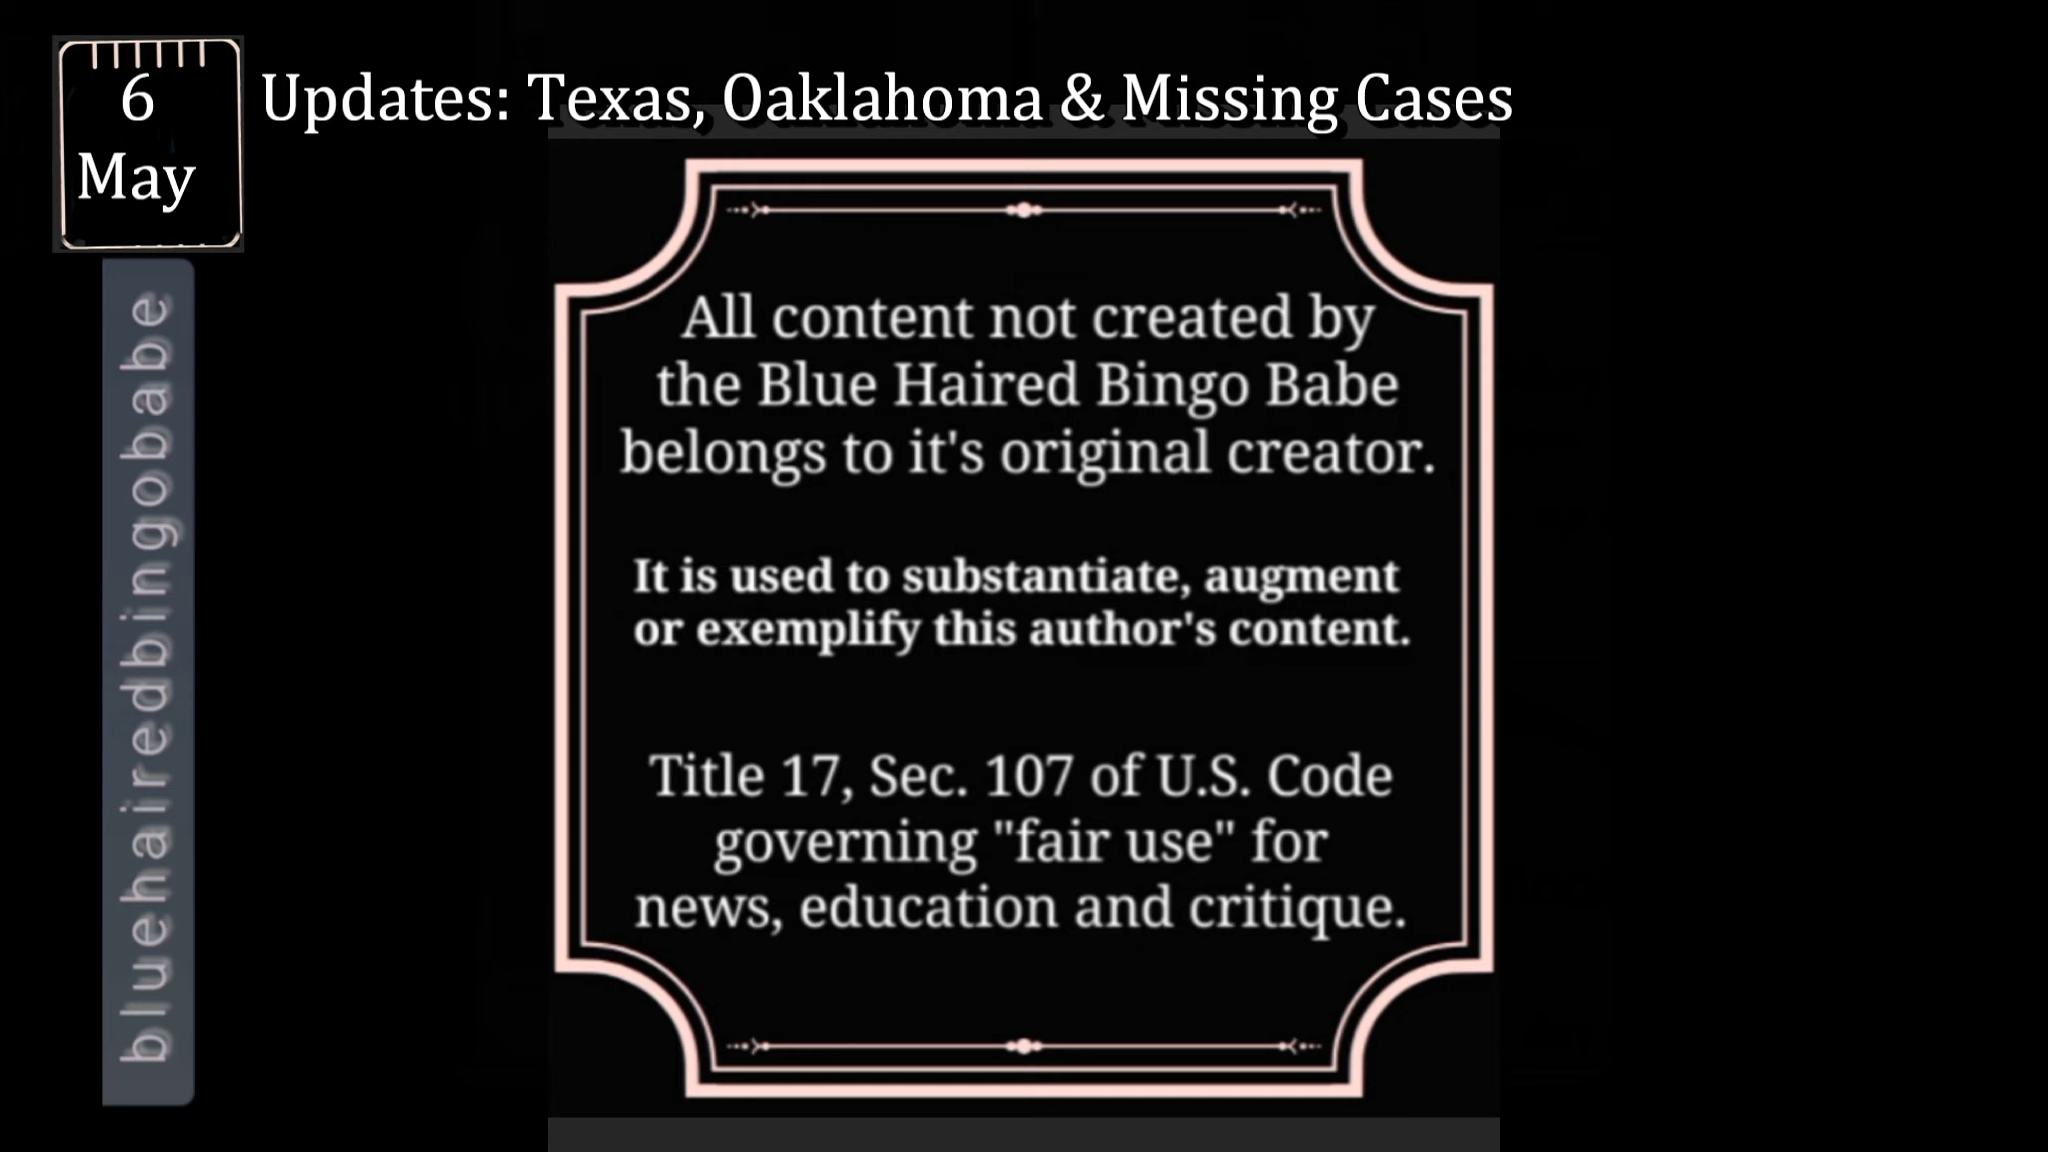 6
May
Updates: Texas, Oaklahoma & Missing Cases
bluehairedbingobabe
All content not created by
the Blue Haired Bingo Babe
belongs to it's original creator.
It is used to substantiate, augment
or exemplify this author's content.
Title 17, Sec. 107 of U.S. Code
governing "fair use" for
news, education and critique.